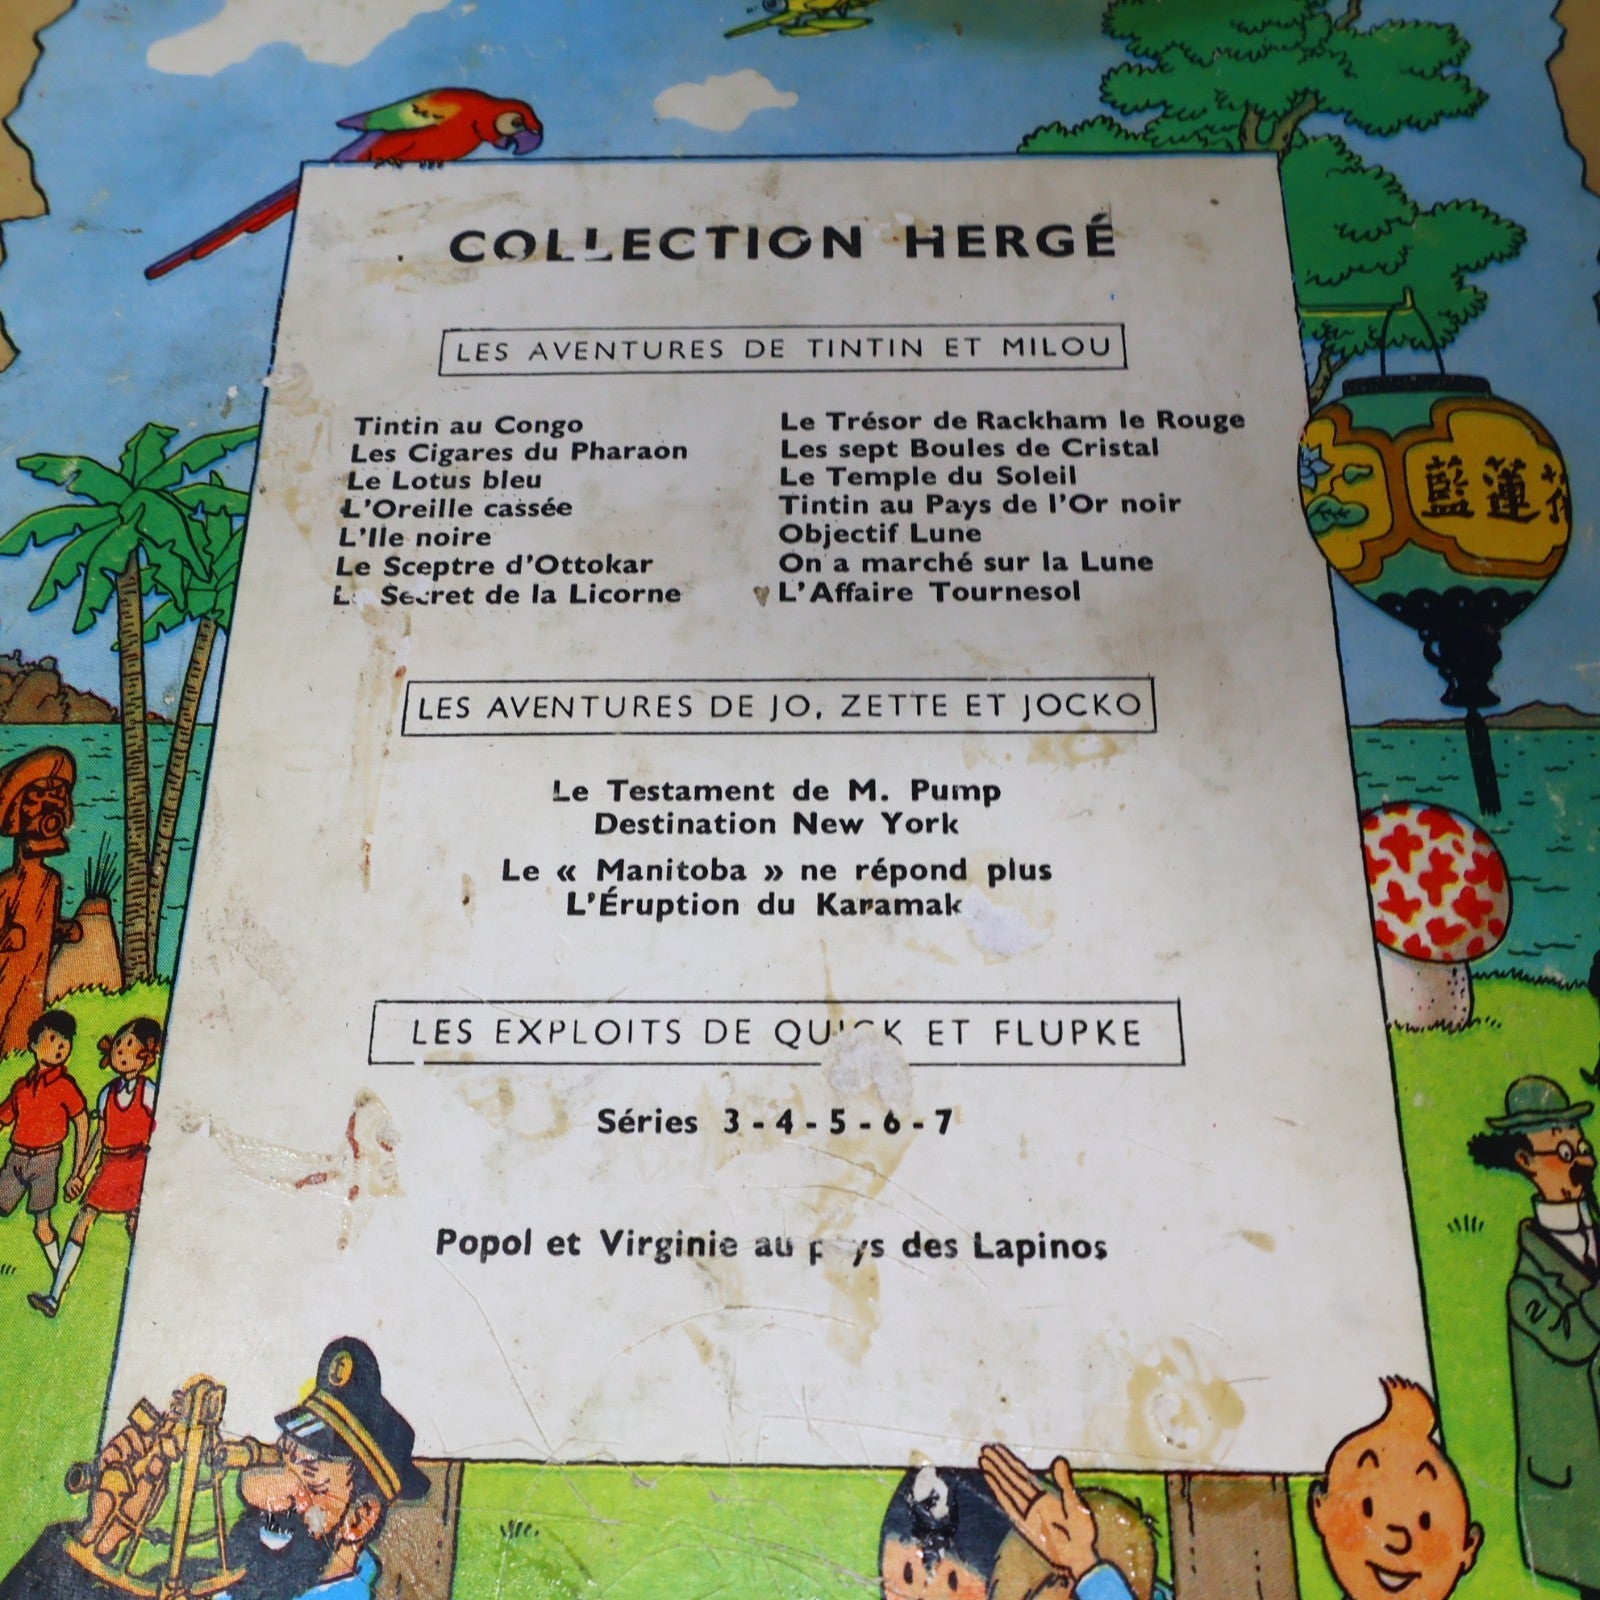 COLLECTION HERGÉ
LES AVENTURES DE TINTIN ET MILOU
Tintin au Congo
Les Cigares du Pharaon
Le Lotus bleu
L'Oreille cassée
L'Ile noire
Le Sceptre d'Ottokar
Le Secret de la Licorne
Le Trésor de Rackham le Rouge
Les sept Boules de Cristal
Le Temple du Soleil
Tintin au Pays de l'Or noir
Objectif Lune
On a marché sur la Lune
L'Affaire Tournesol
LES AVENTURES DE JO, ZETTE ET JOCKO
Le Testament de M. Pump
Destination New York
Le « Manitoba » ne répond plus
L'Éruption du Karamak
LES EXPLOITS DE QUICK ET FLUPKE
Séries 3 - 4 - 5 - 6 - 7
Popol et Virginie au pays des Lapinos
藍蓮